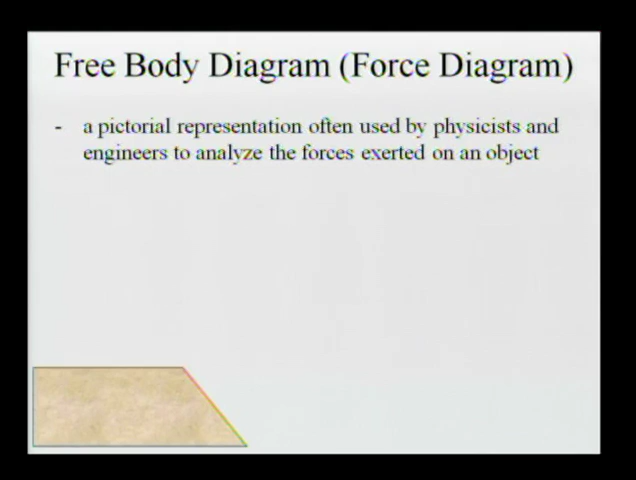 Free Body Diagram (Force Diagram)
- a pictorial representation often used by physicists and
engineers to analyze the forces exerted on an object